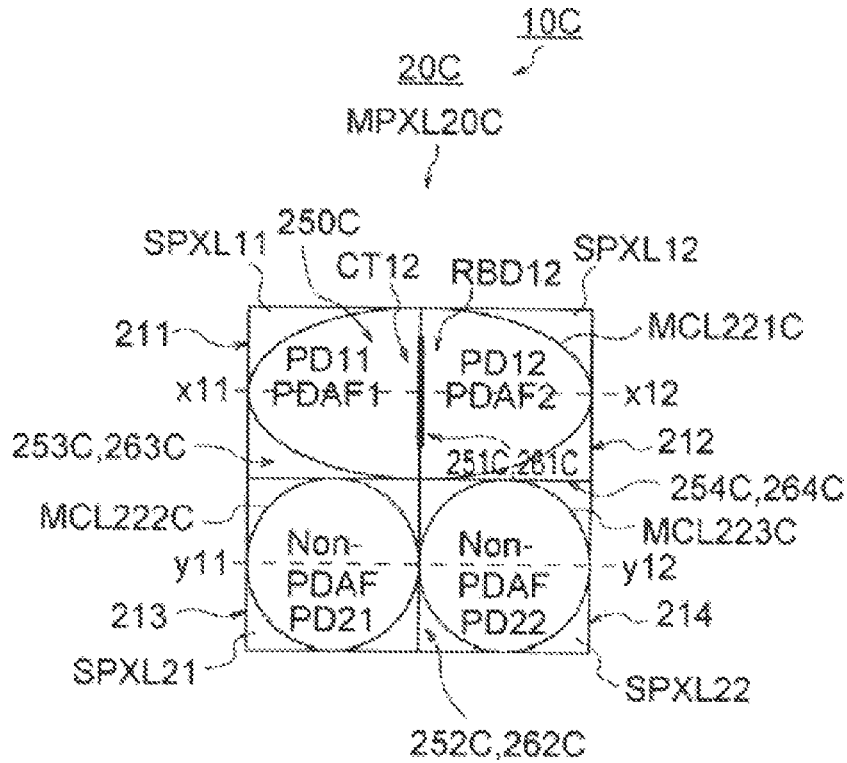 10C
20C
MPXL20C
250C
SPXL11
CT12
RBD12
SPXL12
211
MCL221C
PD11
PDAF1
PD12
PDAF2
x11
x12
253C,263C
251C,261C
212
254C,264C
MCL222C
MCL223C
y11
Non-
PDAF
PD21
Non-
PDAF
PD22
y12
213
214
SPXL21
SPXL22
252C,262C